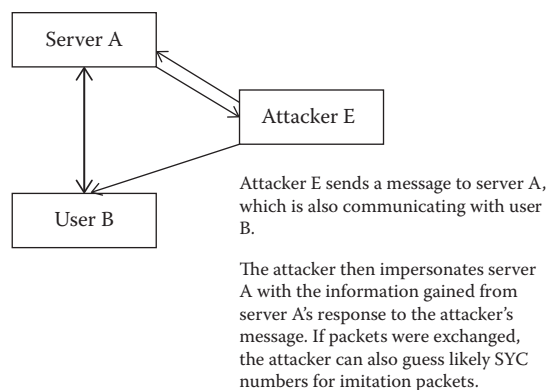 Server A
Attacker E
User B
Attacker E sends a message to server A,
which is also communicating with user
B.
The attacker then impersonates server
A with the information gained from
server A's response to the attacker's
message. If packets were exchanged,
the attacker can also guess likely SYC
numbers for imitation packets.